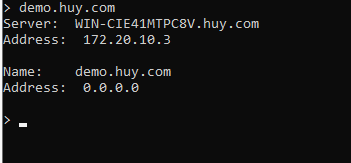 > demo.huy.com
Server:  WIN-CIE41MTPC8V.huy.com
Address:  172.20.10.3
Name:    demo.huy.com
Address:  0.0.0.0
> _